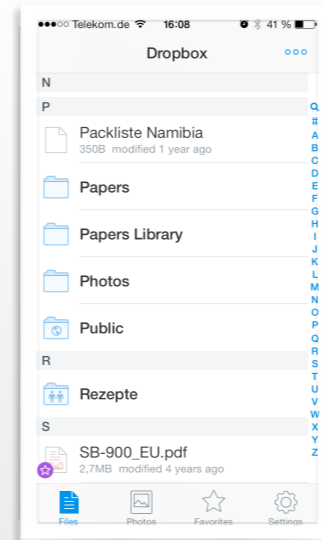 Telekom.de 16:08 41 %
Dropbox
N
P
Packliste Namibia
350B modified 1 year ago
Papers
Papers Library
Photos
Public
R
Rezepte
S
SB-900_EU.pdf
2,7MB modified 4 years ago
#
A
B
C
D
E
F
G
H
I
J
K
L
M
N
O
P
Q
R
S
T
U
V
W
X
Y
Z
Files Photos Favorites Settings